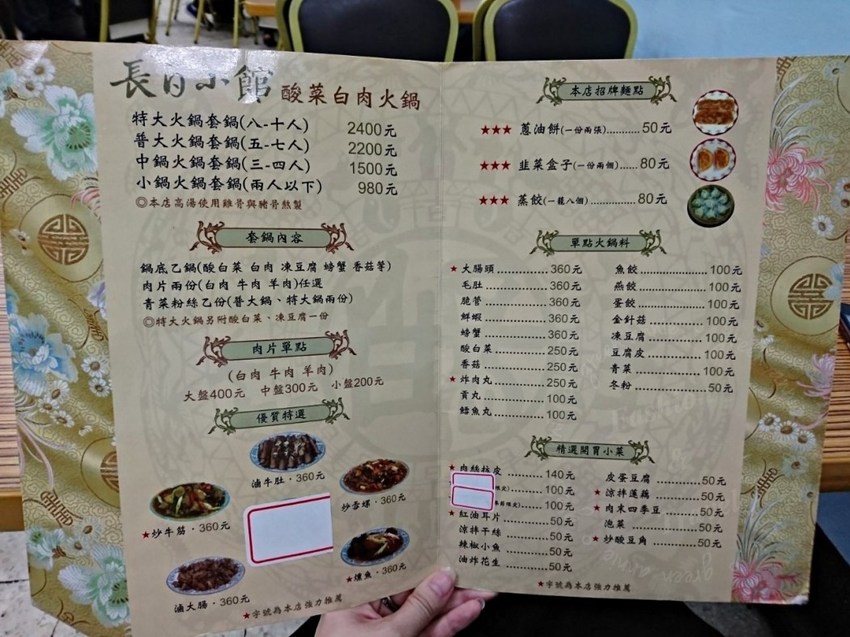 長白小館 酸菜白肉火鍋
特大火鍋套鍋(八-十人) 2400元
普大火鍋套鍋(五-七人) 2200元
中鍋火鍋套鍋(三-四人) 1500元
小鍋火鍋套鍋(兩人以下) 980元
◎本店高湯使用雞骨與豬骨熬製
套鍋內容
鍋底乙鍋(酸白菜 白肉 凍豆腐 螃蟹 香菇等)
肉片兩份(白肉 牛肉 羊肉)任選
青菜粉絲乙份(普大鍋、特大鍋兩份)
◎特大火鍋另附酸白菜、凍豆腐一份
肉片單點
(白肉 牛肉 羊肉)
大盤400元 中盤300元 小盤200元
優質特選
滷牛肚·360元
炒香螺·360元
★炒牛筋·360元
★燻魚·360元
滷大腸·360元
★字號為本店強力推薦
本店招牌麵點
★★★ 蔥油餅(一份兩張)...........50元
★★★ 韭菜盒子(一份兩個).......80元
★★★ 蒸餃(一籠八個)................80元
單點火鍋料
★大腸頭................360元
毛肚....................360元
脆管....................360元
鮮蝦....................360元
螃蟹....................360元
酸白菜................250元
香菇....................250元
★炸肉丸................250元
貢丸....................100元
鱈魚丸................100元
魚餃....................100元
燕餃....................100元
蛋餃....................100元
金針菇................100元
凍豆腐................100元
豆腐皮................100元
青菜....................100元
冬粉....................50元
精選開胃小菜
★肉絲拉皮............140元
............100元
............100元
★紅油耳片............50元
涼拌干絲............50元
辣椒小魚............50元
油炸花生............50元
皮蛋豆腐............50元
★涼拌蓮藕............50元
★肉末四季豆........50元
泡菜....................50元
★炒酸豆角............50元
★字號為本店強力推薦